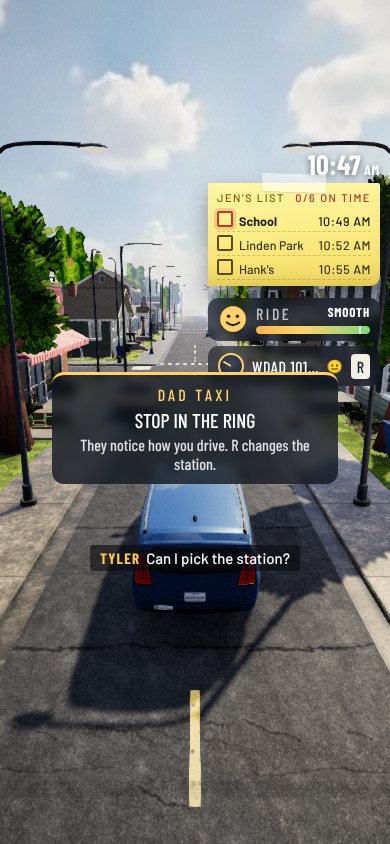 10:47 AM
JEN'S LIST 0/6 ON TIME
School 10:49 AM
Linden Park 10:52 AM
Hank's 10:55 AM
RIDE SMOOTH
WDAD 101... R
DAD TAXI
STOP IN THE RING
They notice how you drive. R changes the
station.
TYLER Can I pick the station?